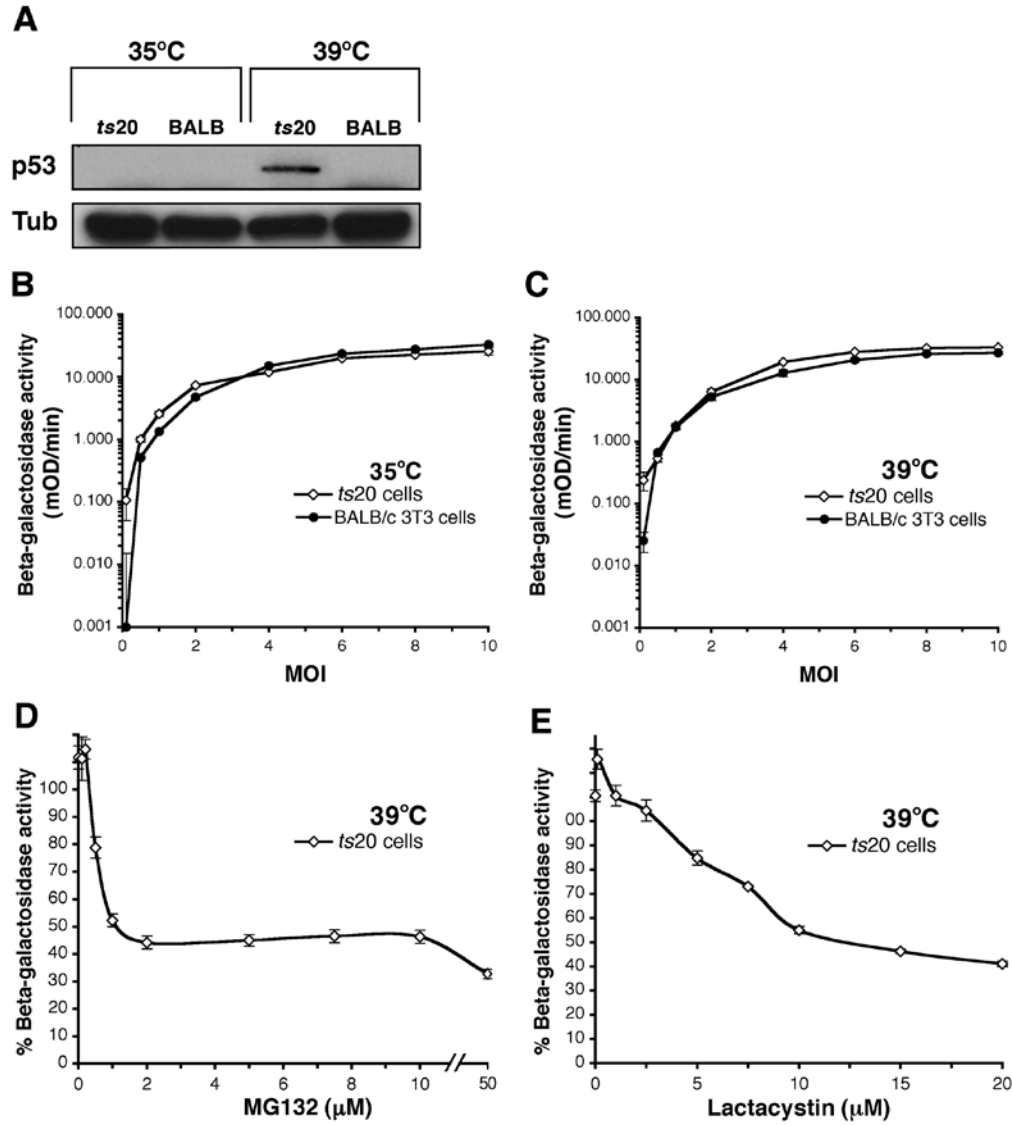 A
35°C 39°C
ts20 BALB ts20 BALB
p53
Tub
B
Beta-galactosidase activity
(mOD/min)
100.000
10.000
1.000
0.100
0.010
0.001
35°C
ts20 cells
BALB/c 3T3 cells
0 2 4 6 8 10
MOI
C
Beta-galactosidase activity
(mOD/min)
100.000
10.000
1.000
0.100
0.010
0.001
39°C
ts20 cells
BALB/c 3T3 cells
0 2 4 6 8 10
MOI
D
% Beta-galactosidase activity
100
90
80
70
60
50
40
30
20
10
0
39°C
ts20 cells
0 2 4 6 8 10 50
MG132 (µM)
E
% Beta-galactosidase activity
00
90
80
70
60
50
40
30
20
10
0
39°C
ts20 cells
0 5 10 15 20
Lactacystin (µM)